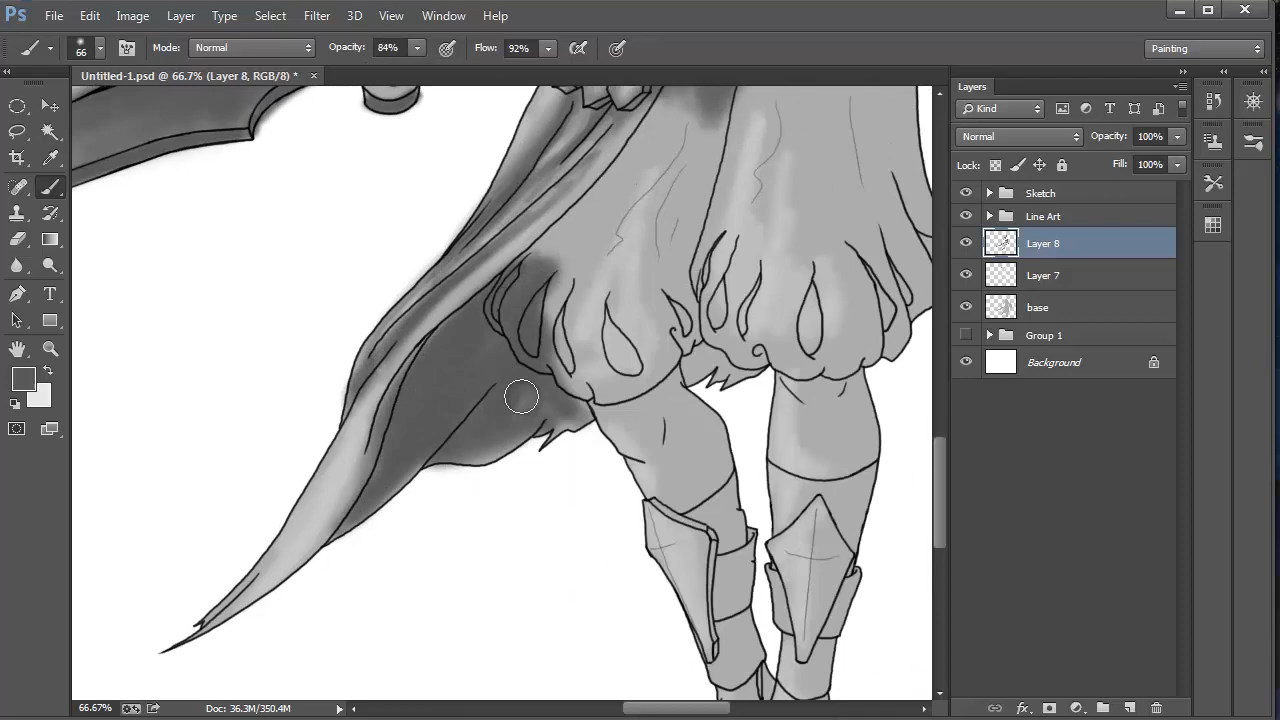 Ps File Edit Image Layer Type Select Filter 3D View Window Help
66 Mode: Normal Opacity: 84% Flow: 92% Painting
Untitled-1.psd @ 66.7% (Layer 8, RGB/8) * ×
Layers
Kind
Normal Opacity: 100%
Lock: Fill: 100%
Sketch
Line Art
Layer 8
Layer 7
base
Group 1
Background
66.67% Doc: 36.3M/350.4M